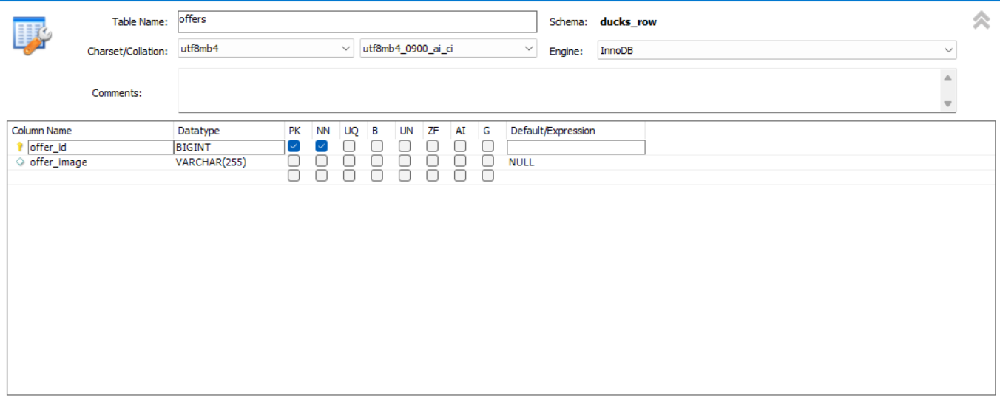 Table Name: offers Schema: ducks_row
Charset/Collation: utf8mb4 utf8mb4_0900_ai_ci Engine: InnoDB
Comments:
Column Name Datatype PK NN UQ B UN ZF AI G Default/Expression
offer_id BIGINT
offer_image VARCHAR(255) NULL